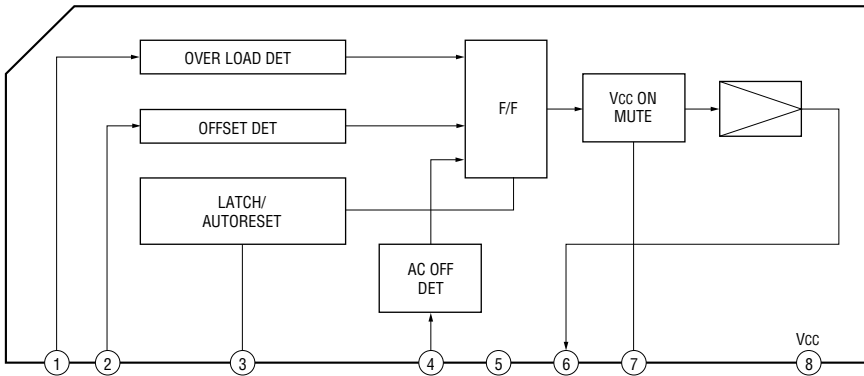 OVER LOAD DET
OFFSET DET
LATCH/
AUTORESET
F/F
VCC ON
MUTE
AC OFF
DET
VCC
1 2 3 4 5 6 7 8